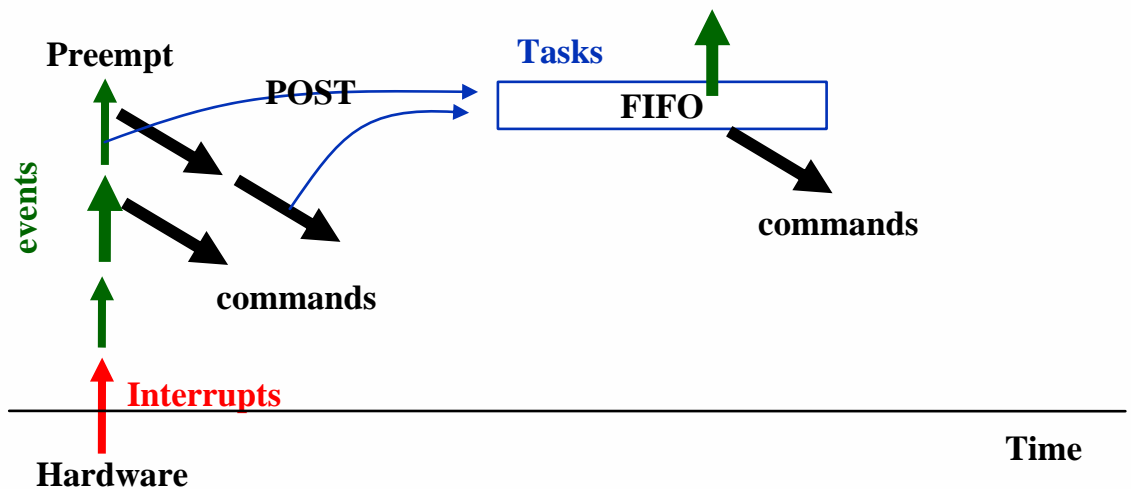 Preempt
Tasks
POST
FIFO
events
commands
commands
Interrupts
Time
Hardware